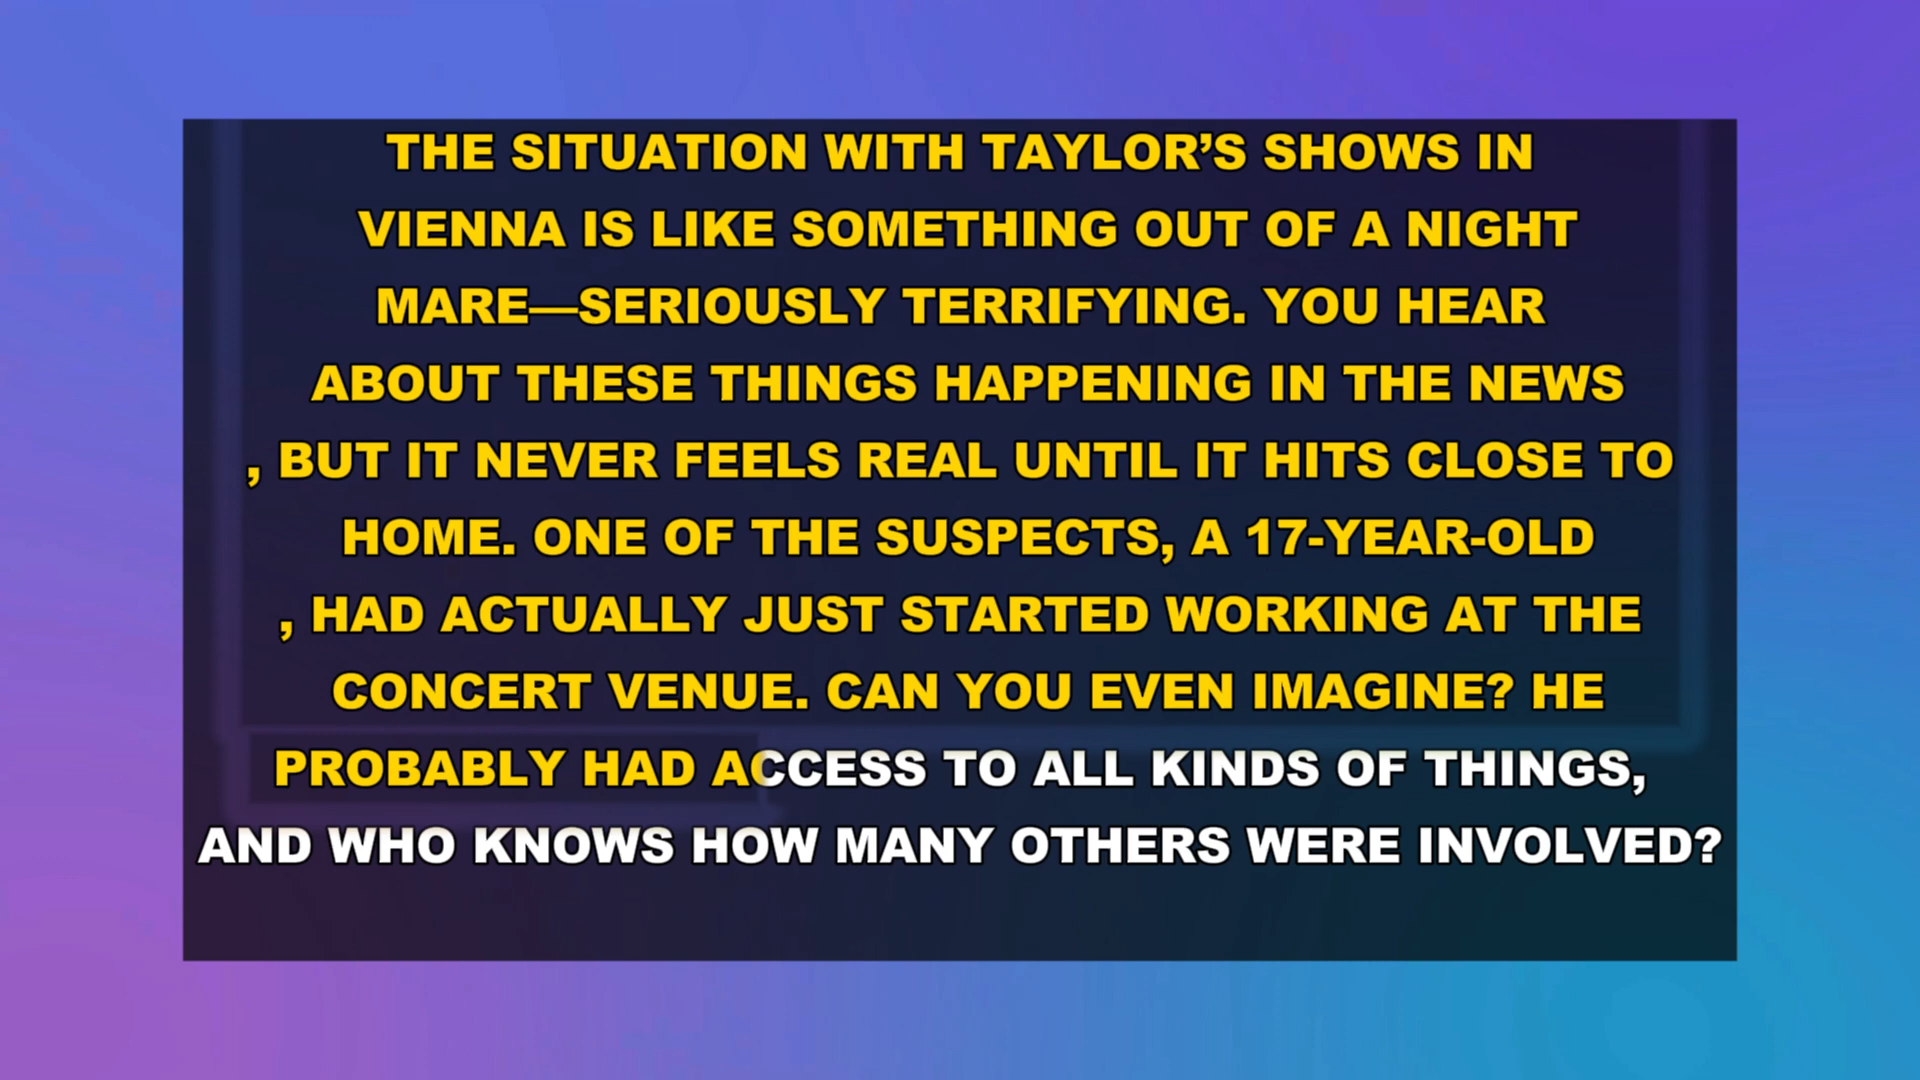 THE SITUATION WITH TAYLOR’S SHOWS IN
VIENNA IS LIKE SOMETHING OUT OF A NIGHT
MARE—SERIOUSLY TERRIFYING. YOU HEAR
ABOUT THESE THINGS HAPPENING IN THE NEWS
, BUT IT NEVER FEELS REAL UNTIL IT HITS CLOSE TO
HOME. ONE OF THE SUSPECTS, A 17-YEAR-OLD
, HAD ACTUALLY JUST STARTED WORKING AT THE
CONCERT VENUE. CAN YOU EVEN IMAGINE? HE
PROBABLY HAD ACCESS TO ALL KINDS OF THINGS,
AND WHO KNOWS HOW MANY OTHERS WERE INVOLVED?